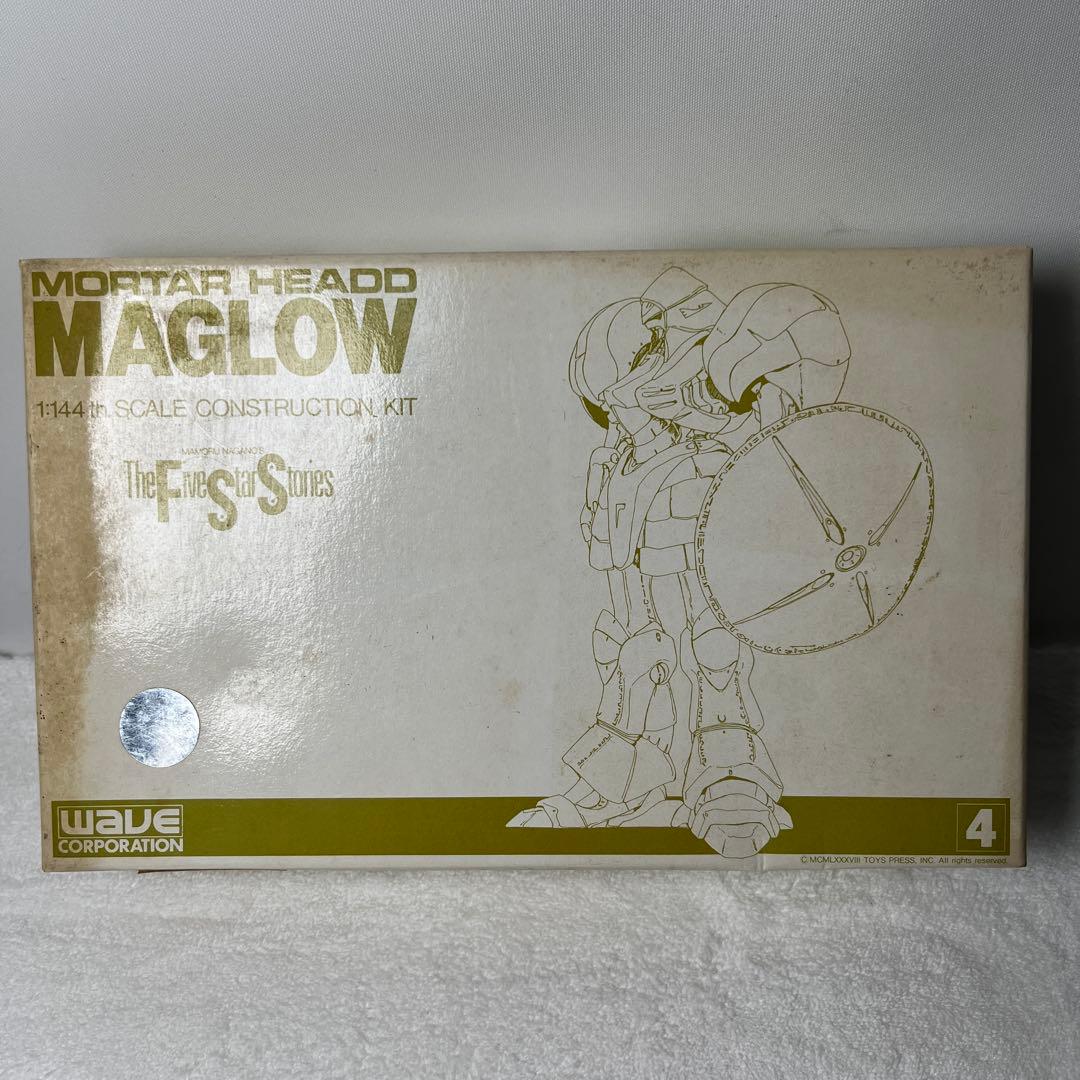 MORTAR HEADD
MAGLOW
1:144 th SCALE CONSTRUCTION KIT
MAMORU NAGANO'S
The Five Star Stories
WAVE
CORPORATION
4
© MCMLXXXVIII TOYS PRESS, INC. All rights reserved.